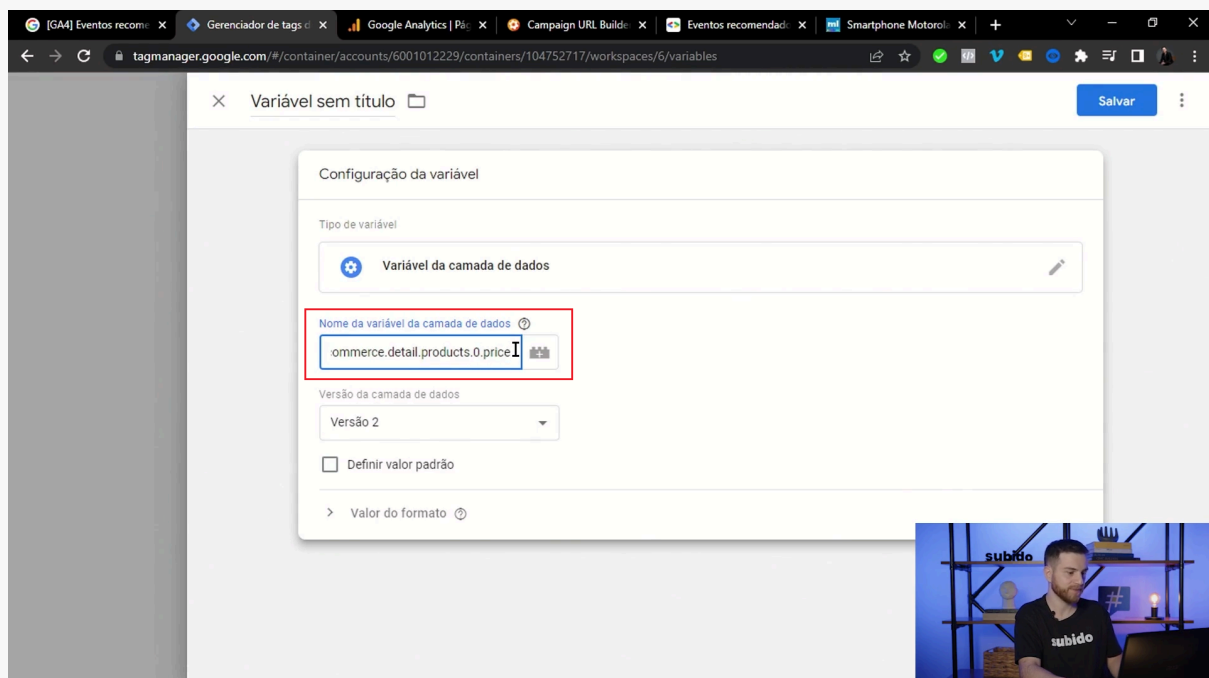 [GA4] Eventos recome
Gerenciador de tags d
Google Analytics | Pág
Campaign URL Builde
Eventos recomendado
Smartphone Motorola
tagmanager.google.com/#/container/accounts/6001012229/containers/104752717/workspaces/6/variables
Variável sem título
Salvar
Configuração da variável
Tipo de variável
Variável da camada de dados
Nome da variável da camada de dados
ommerce.detail.products.0.price
Versão da camada de dados
Versão 2
Definir valor padrão
Valor do formato
subido
#
subido